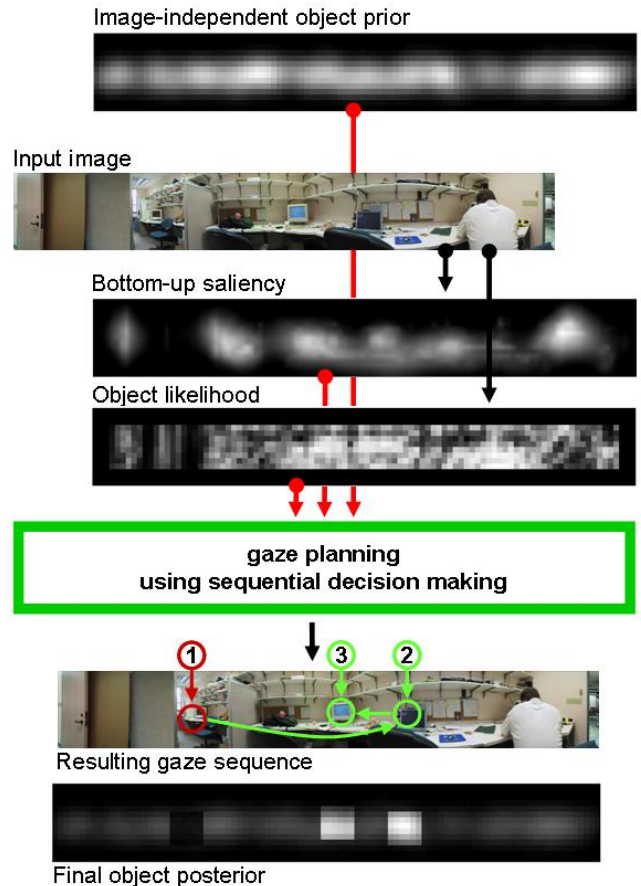 Image-independent object prior
Input image
Bottom-up saliency
Object likelihood
gaze planning
using sequential decision making
1
3
2
Resulting gaze sequence
Final object posterior